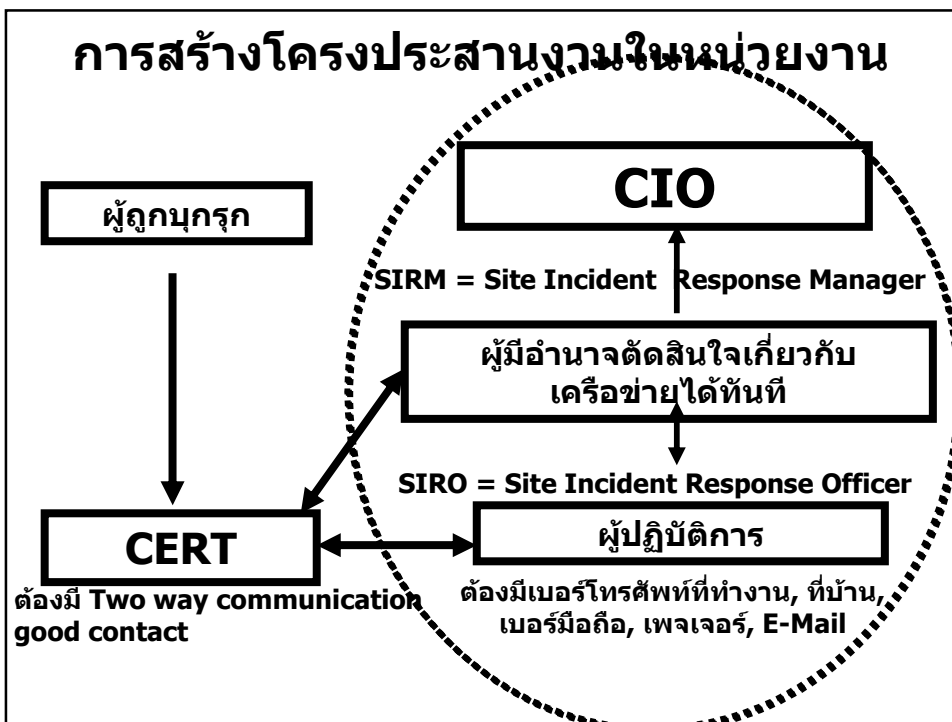 การสร้างโครงประสานงานในหน่วยงาน
CIO
ผู้ถูกบุกรุก
SIRM = Site Incident Response Manager
ผู้มีอำนาจตัดสินใจเกี่ยวกับ
เครือข่ายได้ทันที
SIRO = Site Incident Response Officer
CERT
ผู้ปฏิบัติการ
ต้องมี Two way communication
good contact
ต้องมีเบอร์โทรศัพท์ที่ทำงาน, ที่บ้าน,
เบอร์มือถือ, เพจเจอร์, E-Mail